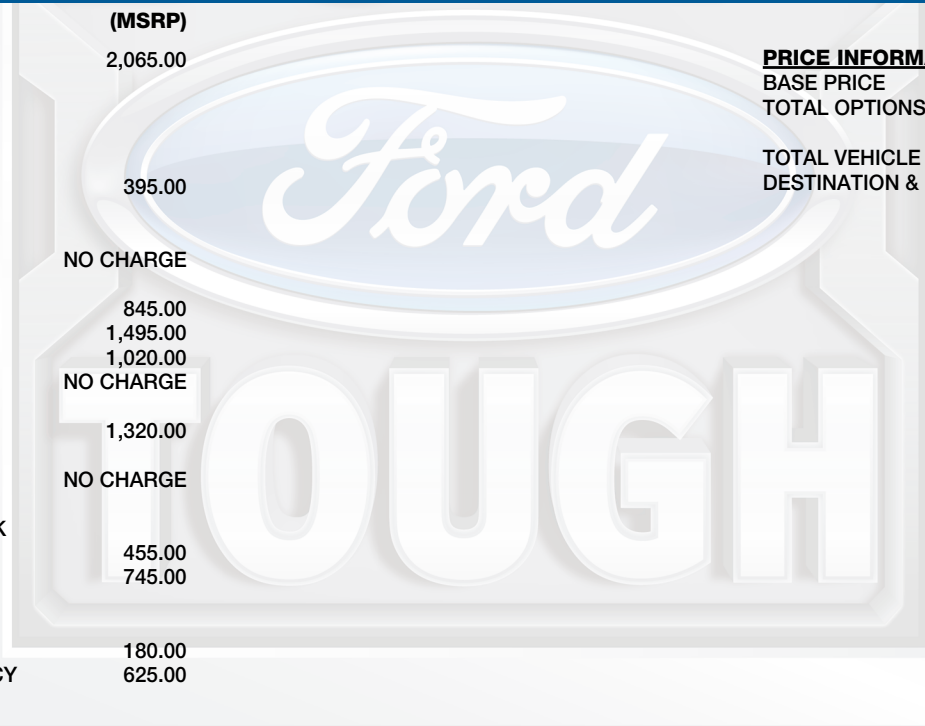 (MSRP)
2,065.00
395.00
NO CHARGE
845.00
1,495.00
1,020.00
NO CHARGE
1,320.00
NO CHARGE
K
455.00
745.00
180.00
CY 625.00
PRICE INFORMA
BASE PRICE
TOTAL OPTIONS
TOTAL VEHICLE
DESTINATION &
Ford
TOUGH